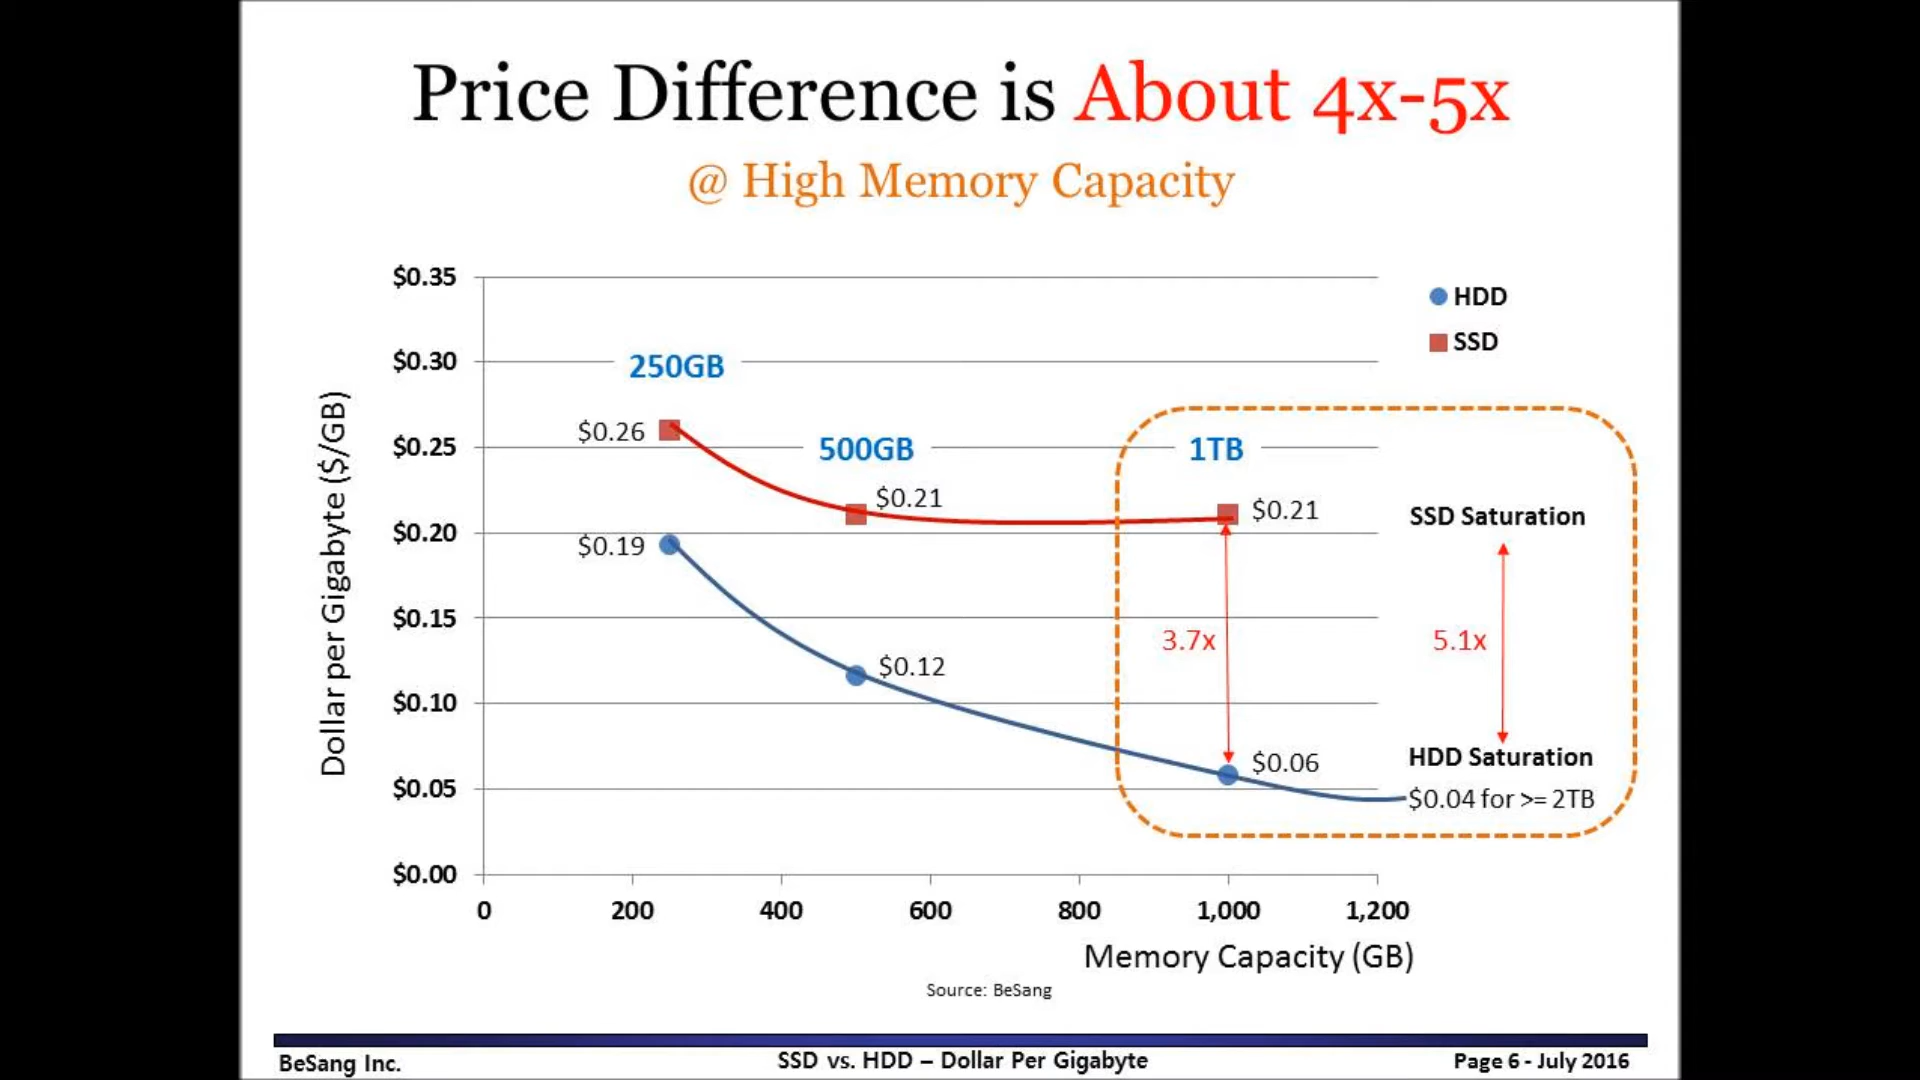 Price Difference is About 4x-5x
@ High Memory Capacity
Dollar per Gigabyte ($/GB)
$0.35
$0.30
$0.25
$0.20
$0.15
$0.10
$0.05
$0.00
HDD
SSD
250GB
500GB
1TB
$0.26
$0.21
$0.21
$0.19
$0.12
$0.06
3.7x
SSD Saturation
5.1x
HDD Saturation
$0.04 for >= 2TB
0 200 400 600 800 1,000 1,200
Memory Capacity (GB)
Source: BeSang
BeSang Inc. SSD vs. HDD – Dollar Per Gigabyte Page 6 - July 2016